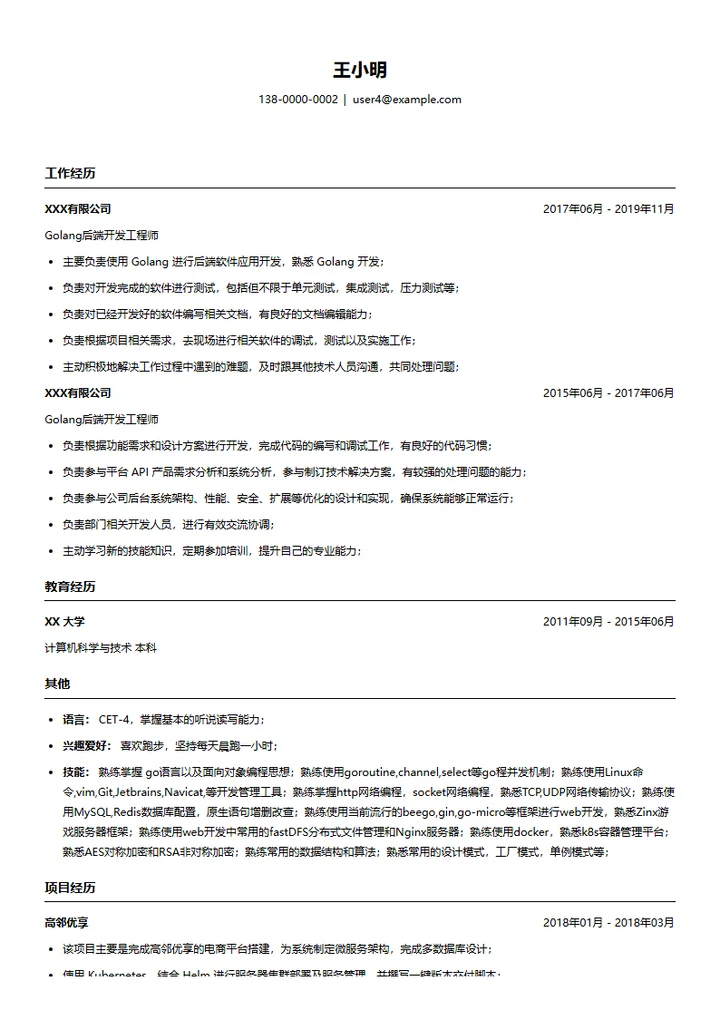 王小明
138-0000-0002 | user4@example.com
工作经历
XXX有限公司 2017年06月 - 2019年11月
Golang后端开发工程师
• 主要负责使用 Golang 进行后端软件应用开发，熟悉 Golang 开发；
• 负责对开发完成的软件进行测试，包括但不限于单元测试，集成测试，压力测试等；
• 负责对已经开发好的软件编写相关文档，有良好的文档编辑能力；
• 负责根据项目相关需求，去现场进行相关软件的调试，测试以及实施工作；
• 主动积极地解决工作过程中遇到的难题，及时跟其他技术人员沟通，共同处理问题；
XXX有限公司 2015年06月 - 2017年06月
Golang后端开发工程师
• 负责根据功能需求和设计方案进行开发，完成代码的编写和调试工作，有良好的代码习惯；
• 负责参与平台 API 产品需求分析和系统分析，参与制订技术解决方案，有较强的处理问题的能力；
• 负责参与公司后台系统架构、性能、安全、扩展等优化的设计和实现，确保系统能够正常运行；
• 负责部门相关开发人员，进行有效交流协调；
• 主动学习新的技能知识，定期参加培训，提升自己的专业能力；
教育经历
XX 大学 2011年09月 - 2015年06月
计算机科学与技术 本科
其他
• 语言： CET-4，掌握基本的听说读写能力；
• 兴趣爱好： 喜欢跑步，坚持每天晨跑一小时；
• 技能： 熟练掌握 go语言以及面向对象编程思想；熟练使用goroutine,channel,select等go程并发机制；熟练使用Linux命
令,vim,Git,Jetbrains,Navicat,等开发管理工具；熟练掌握http网络编程，socket网络编程，熟悉TCP,UDP网络传输协议；熟练使
用MySQL,Redis数据库配置，原生语句增删改查；熟练使用当前流行的beego,gin,go-micro等框架进行web开发，熟悉Zinx游
戏服务器框架；熟练使用web开发中常用的fastDFS分布式文件管理和Nginx服务器；熟练使用docker，熟悉k8s容器管理平台；
熟悉AES对称加密和RSA非对称加密；熟练常用的数据结构和算法；熟悉常用的设计模式，工厂模式，单例模式等；
项目经历
高邻优享 2018年01月 - 2018年03月
• 该项目主要是完成高邻优享的电商平台搭建，为系统制定微服务架构，完成多数据库设计；
• 使用 Kubernetes，结合 Helm 进行服务器集群部署及服务管理，并撰写一键版本交付脚本；